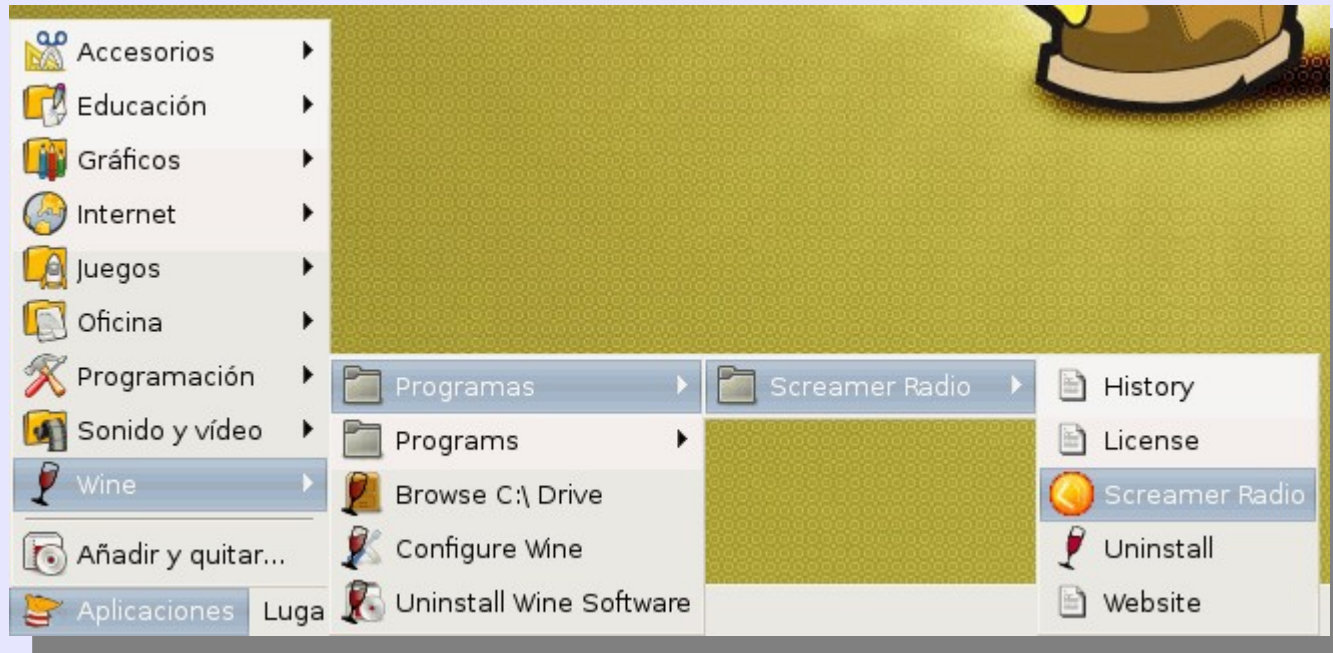 Accesorios
Educación
Gráficos
Internet
Juegos
Oficina
Programación
Sonido y vídeo
Wine
Añadir y quitar...
Aplicaciones
Luga
Programas
Programs
Browse C:\ Drive
Configure Wine
Uninstall Wine Software
Screamer Radio
History
License
Screamer Radio
Uninstall
Website